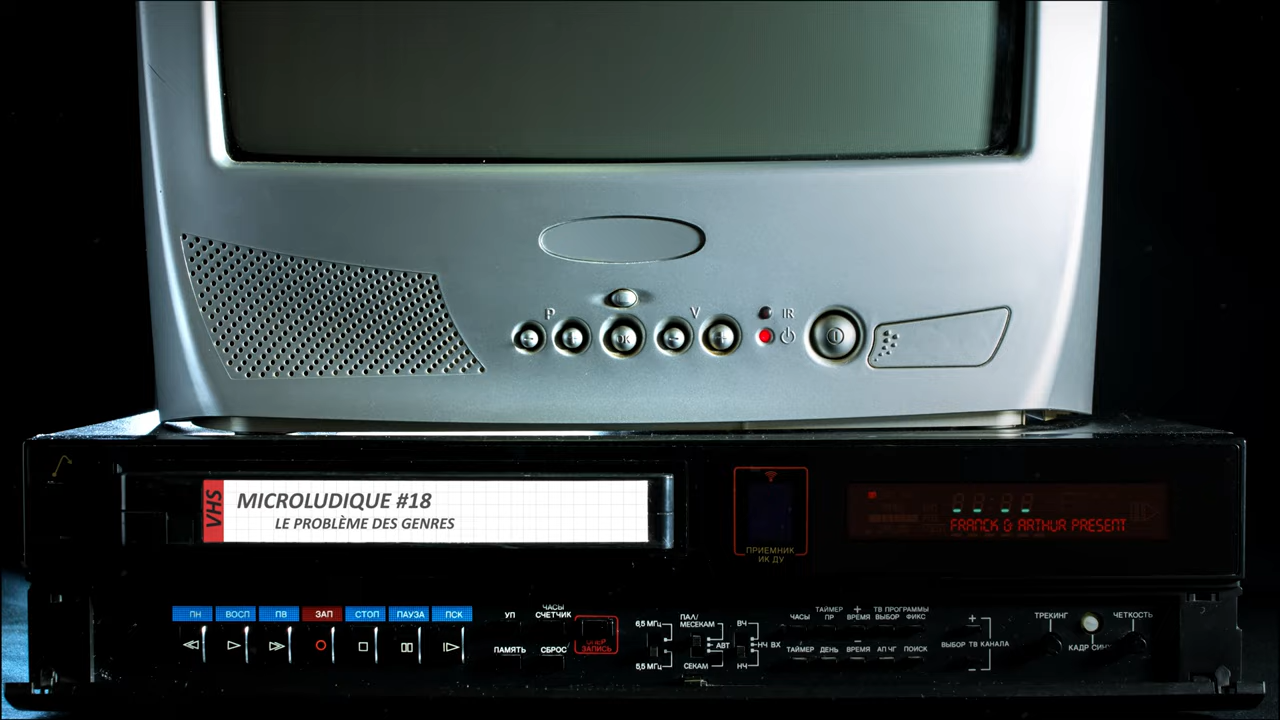 P
V
IR
OK
VHS
MICROLUDIQUE #18
LE PROBLÈME DES GENRES
ПРИЕМНИК
ИК ДУ
FRANCK & ARTHUR PRESENT
ПН ВОСП ПВ ЗАП СТОП ПАУЗА ПСК
УП
ЧАСЫ
СЧЕТЧИК
ПАМЯТЬ СБРОС
ЗАПИСЬ
6,5 МГц
5,5 МГц
ПАЛ/
МЕСЕКАМ
АВТ
СЕКАМ
ВЧ
НЧ ВХ
НЧ
ЧАСЫ
ТАЙМЕР
ПР
+
ВРЕМЯ
ТВ ПРОГРАММЫ
ВЫБОР ФИКС
ТАЙМЕР ДЕНЬ
–
ВРЕМЯ
АПЧГ ПОИСК
+
ВЫБОР ТВ КАНАЛА
–
ТРЕКИНГ
ЧЕТКОСТЬ
КАДР